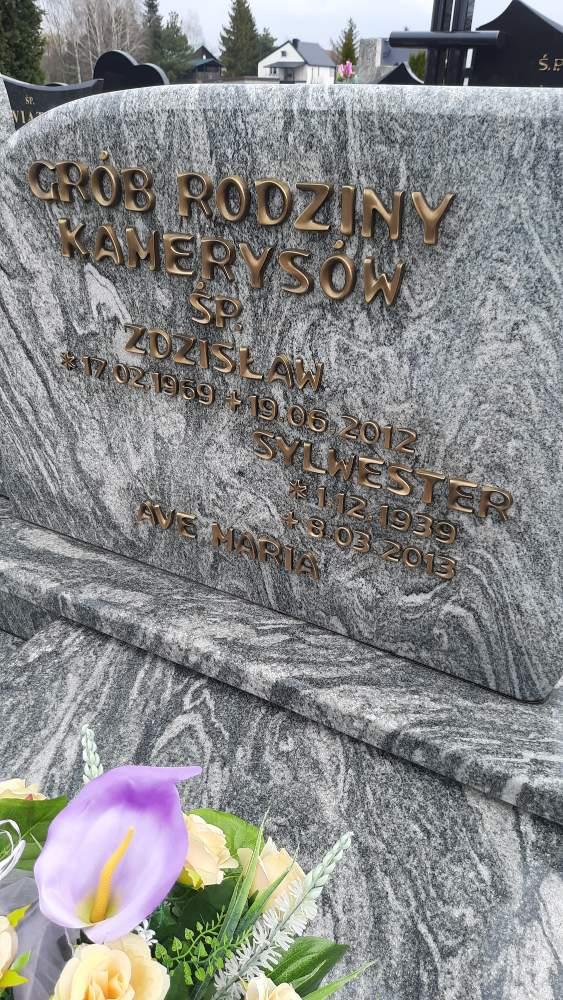 GRÓB RODZINY
KAMERYSÓW
ŚP.
ZDZISŁAW
* 17.02.1969 + 19.06.2012
SYLWESTER
* 1.12.1939
+ 8.03.2013
AVE MARIA
ŚP.
Ś.P.